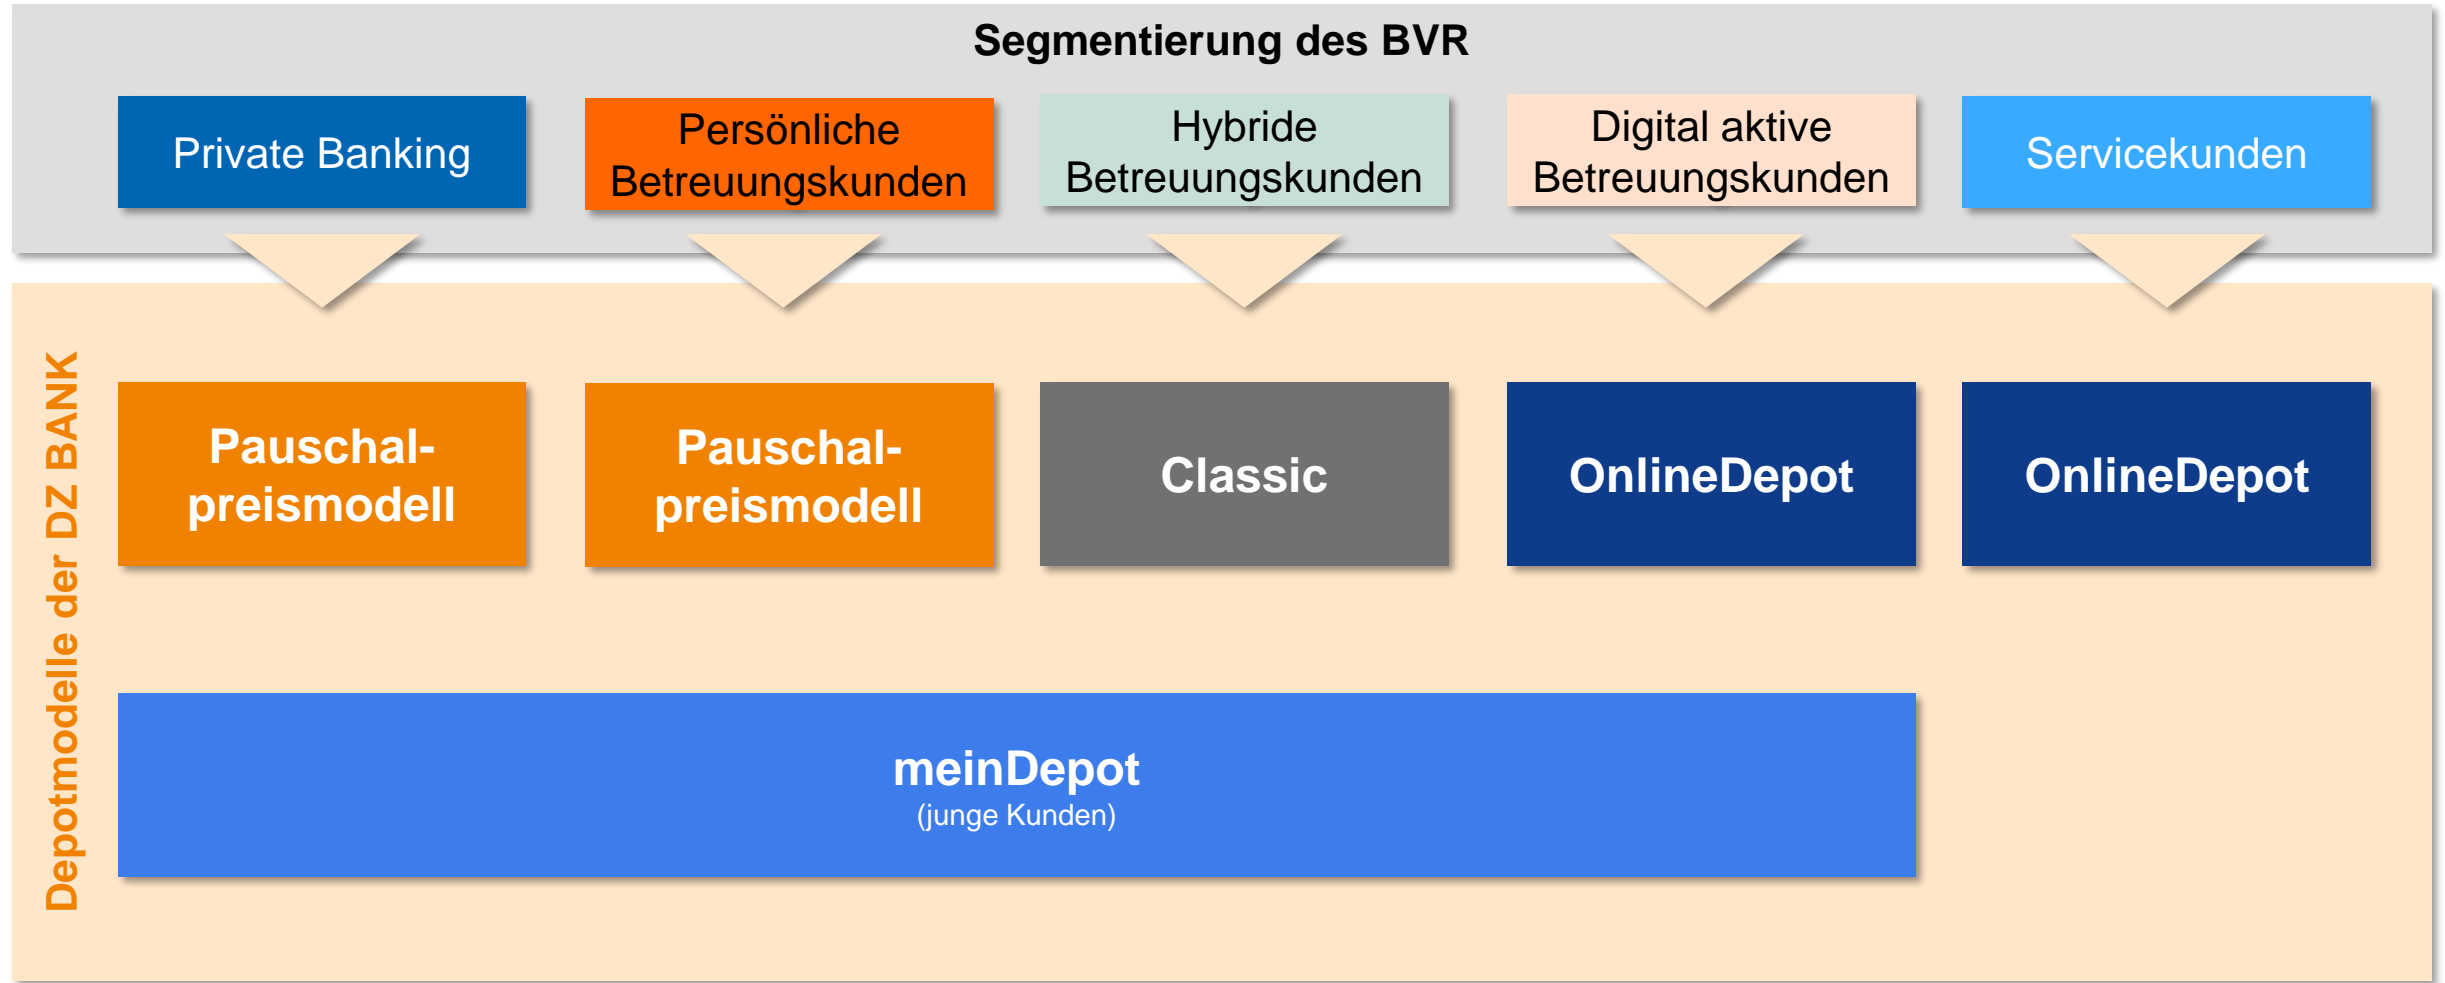 Segmentierung des BVR
Private Banking
Persönliche
Betreuungskunden
Hybride
Betreuungskunden
Digital aktive
Betreuungskunden
Servicekunden
Depotmodelle der DZ BANK
Pauschal-
preismodell
Pauschal-
preismodell
Classic
OnlineDepot
OnlineDepot
meinDepot
(junge Kunden)